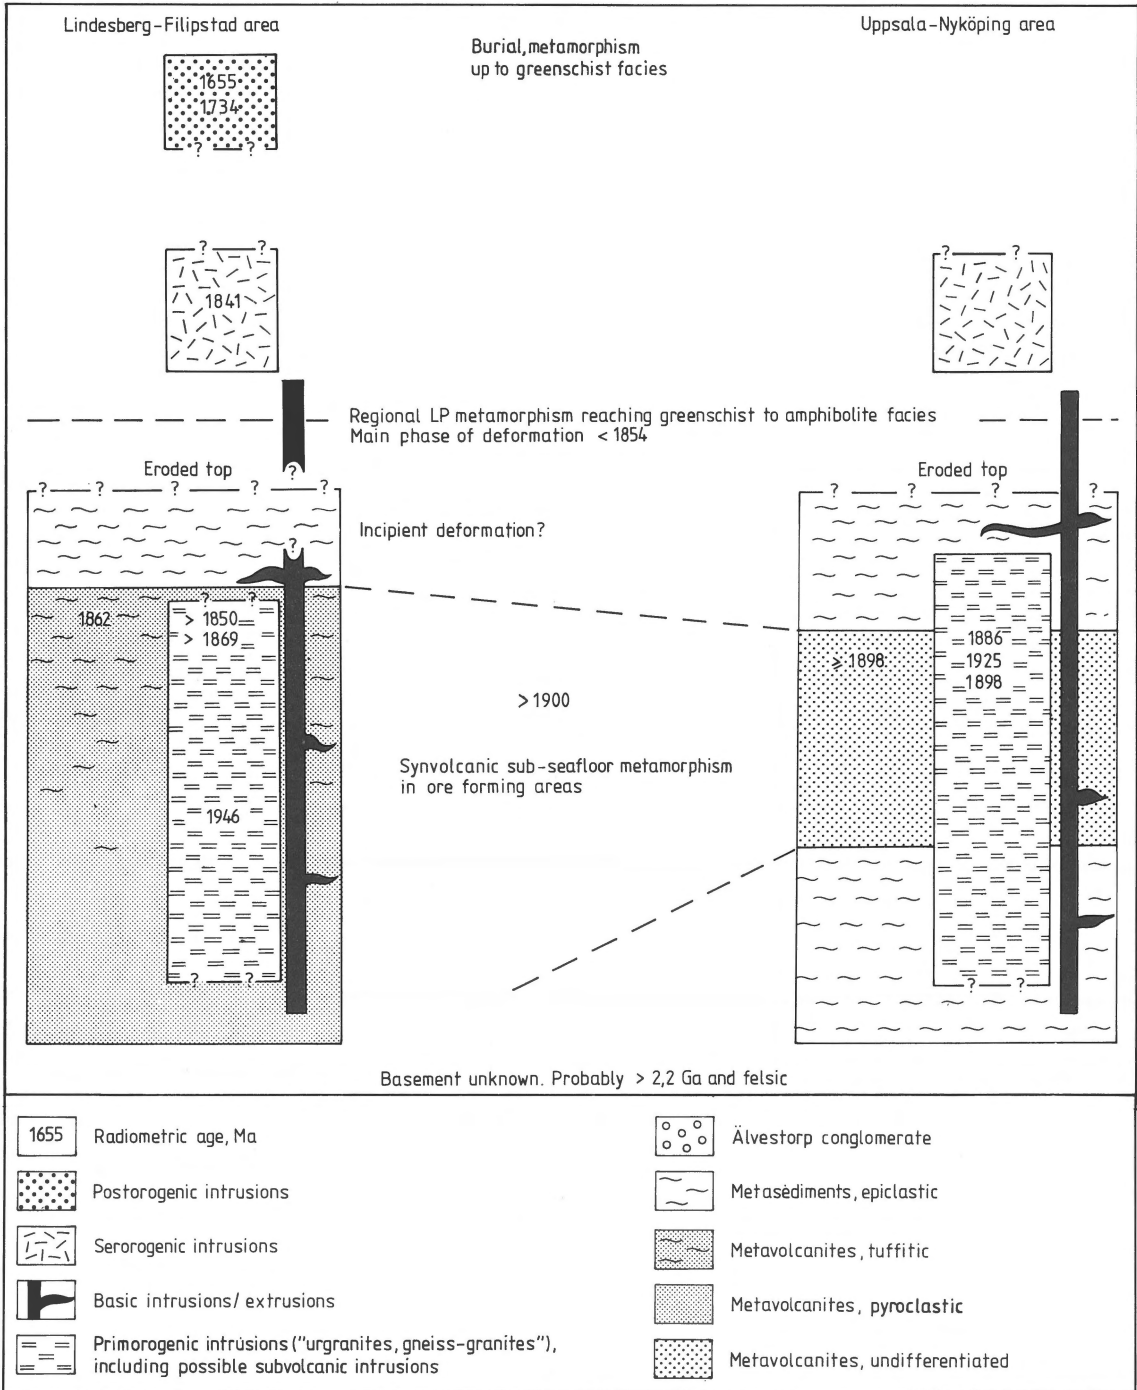 Lindesberg-Filipstad area
Uppsala-Nyköping area
Burial, metamorphism
up to greenschist facies
1655
1734
? ?
? ?
1841
? ?
Regional LP metamorphism reaching greenschist to amphibolite facies
Main phase of deformation < 1854
Eroded top
?
Eroded top
? ? ? ? ?
? ? ? ?
Incipient deformation?
?
? ?
1862
> 1850
> 1869
1886
1925
1898
⩾ 1898
> 1900
Synvolcanic sub-seafloor metamorphism
in ore forming areas
1946
? ?
? ?
Basement unknown. Probably > 2,2 Ga and felsic
1655
Radiometric age, Ma
Postorogenic intrusions
Serorogenic intrusions
Basic intrusions/ extrusions
Primorogenic intrusions ("urgranites, gneiss-granites"),
including possible subvolcanic intrusions
Älvestorp conglomerate
Metasediments, epiclastic
Metavolcanites, tuffitic
Metavolcanites, pyroclastic
Metavolcanites, undifferentiated